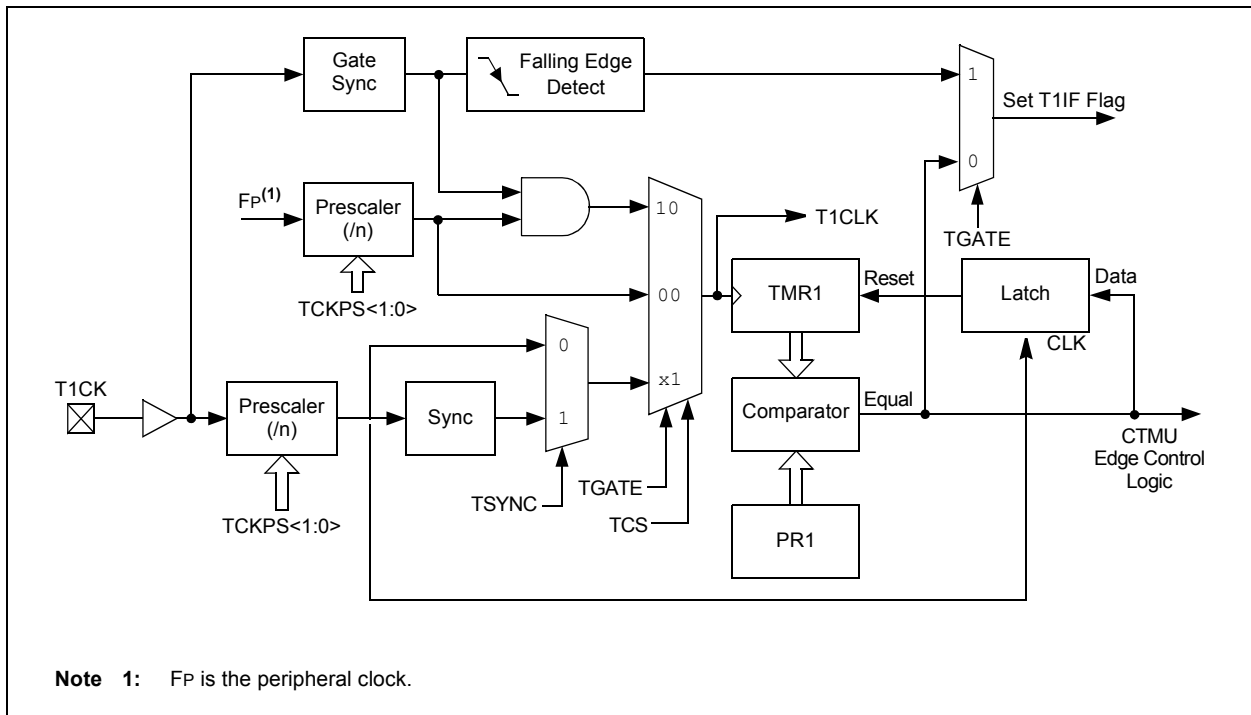 Gate
Sync
Falling Edge
Detect
1
Set T1IF Flag
0
TGATE
FP(1)
Prescaler
(/n)
TCKPS<1:0>
10
00
x1
T1CLK
TMR1
Reset
Latch
Data
CLK
0
1
T1CK
Prescaler
(/n)
TCKPS<1:0>
Sync
TSYNC
TGATE
TCS
Comparator
Equal
PR1
CTMU
Edge Control
Logic
Note 1: FP is the peripheral clock.